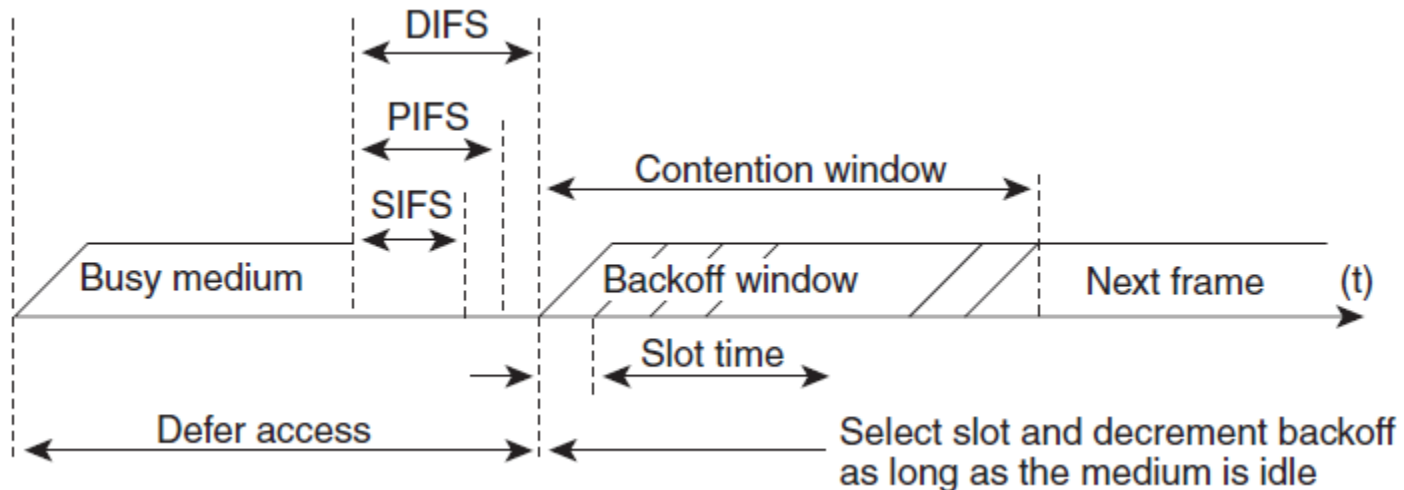 DIFS
PIFS
Contention window
SIFS
Busy medium
Backoff window
Next frame
(t)
Slot time
Defer access
Select slot and decrement backoff
as long as the medium is idle